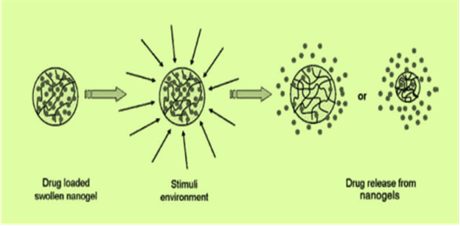 or
Drug loaded
swollen nanogel
Stimuli
environment
Drug release from
nanogels